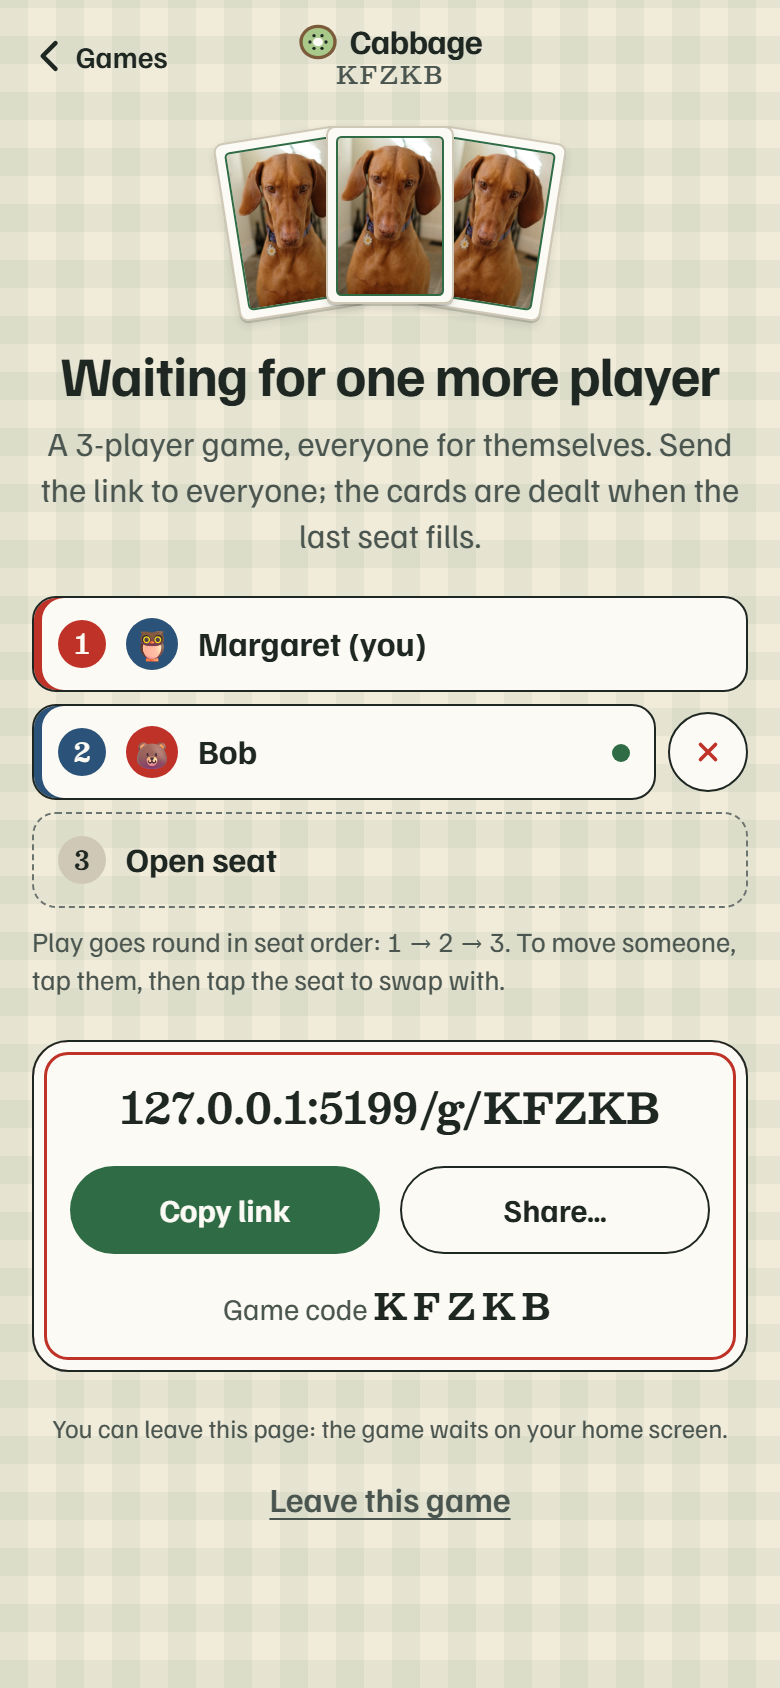 Games
Cabbage
KFZKB
Waiting for one more player
A 3-player game, everyone for themselves. Send
the link to everyone; the cards are dealt when the
last seat fills.
1 Margaret (you)
2 Bob
3 Open seat
Play goes round in seat order: 1 → 2 → 3. To move someone,
tap them, then tap the seat to swap with.
127.0.0.1:5199/g/KFZKB
Copy link
Share...
Game code KFZKB
You can leave this page: the game waits on your home screen.
Leave this game